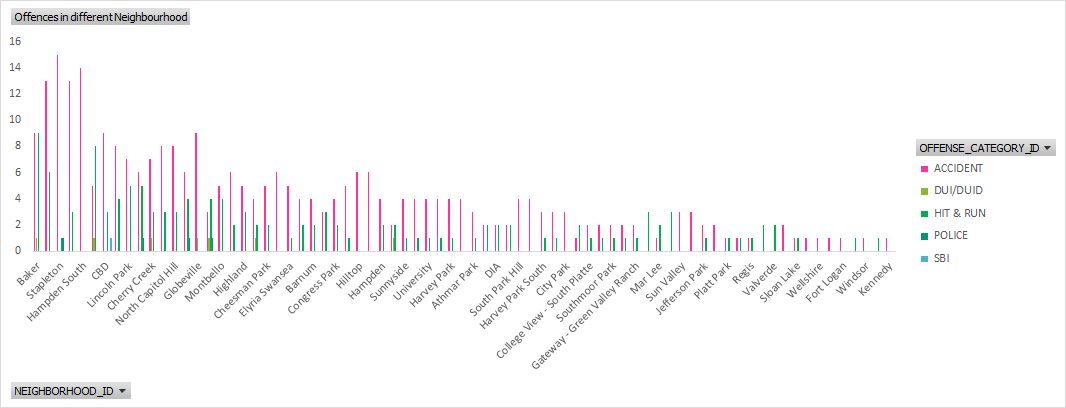 Offences in different Neighbourhood
16
14
12
10
8
6
4
2
0
Baker
Stapleton
Hampden South
CBD
Lincoln Park
Cherry Creek
North Capitol Hill
Globeville
Montbello
Highland
Cheesman Park
Elyria Swansea
Barnum
Congress Park
Hilltop
Hampden
Sunnyside
University
Harvey Park
Athmar Park
DIA
South Park Hill
Harvey Park South
City Park
College View - South Platte
Southmoor Park
Gateway - Green Valley Ranch
Mar Lee
Sun Valley
Jefferson Park
Platt Park
Regis
Valverde
Sloan Lake
Wellshire
Fort Logan
Windsor
Kennedy
OFFENSE_CATEGORY_ID
ACCIDENT
DUI/DUID
HIT & RUN
POLICE
SBI
NEIGHBORHOOD_ID